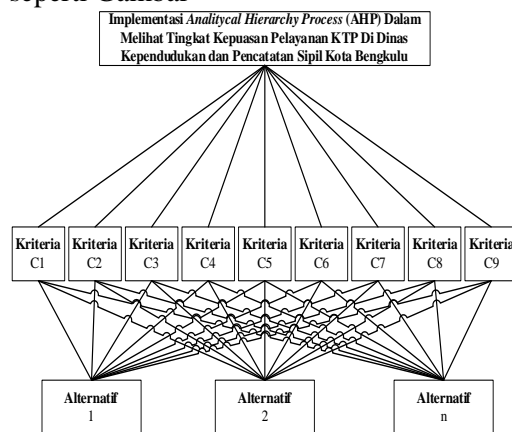 seperti Gambar
Implementasi Analitycal Hierarchy Process (AHP) Dalam
Melihat Tingkat Kepuasan Pelayanan KTP Di Dinas
Kependudukan dan Pencatatan Sipil Kota Bengkulu
Kriteria
C1
Kriteria
C2
Kriteria
C3
Kriteria
C4
Kriteria
C5
Kriteria
C6
Kriteria
C7
Kriteria
C8
Kriteria
C9
Alternatif
1
Alternatif
2
Alternatif
n